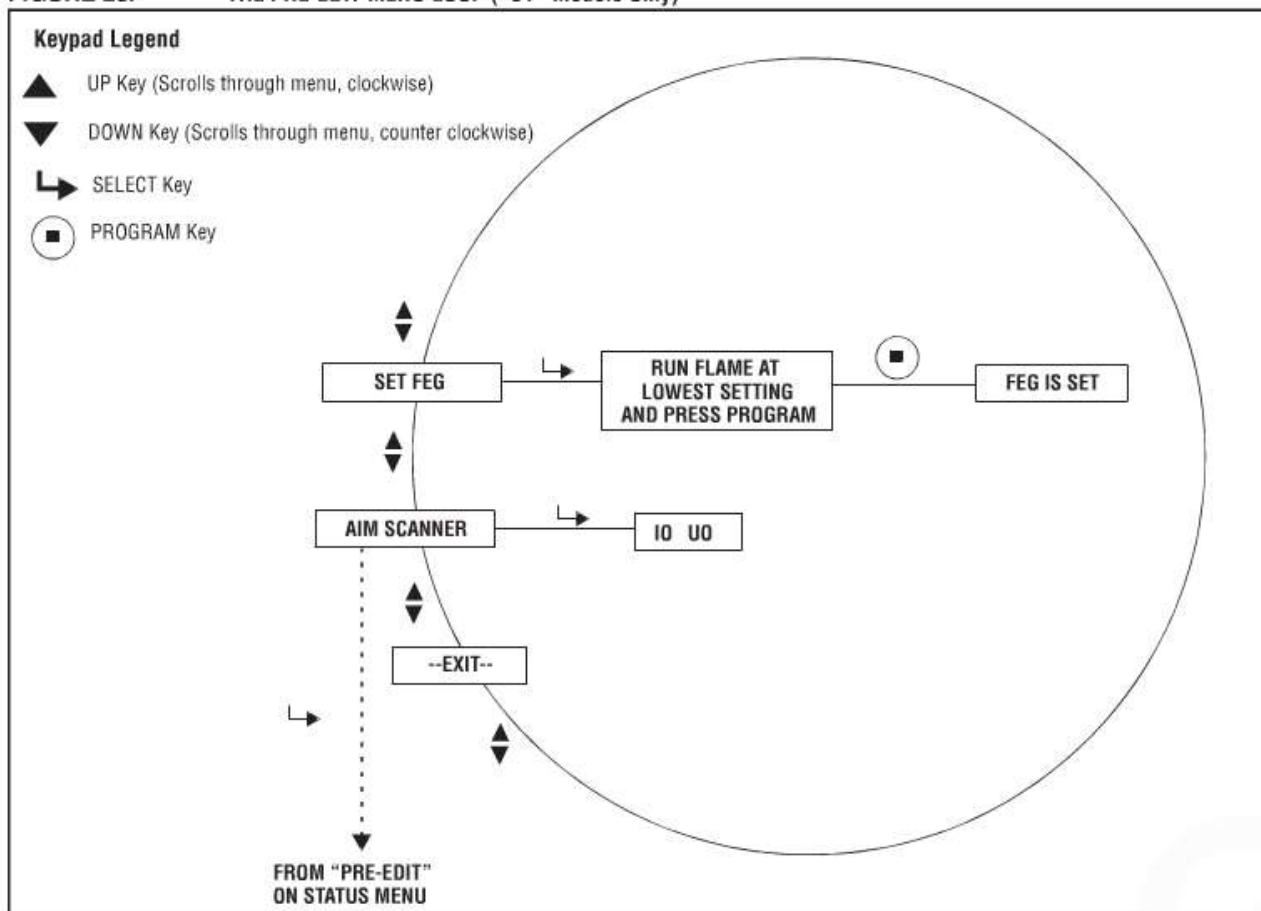 Keypad Legend
UP Key (Scrolls through menu, clockwise)
DOWN Key (Scrolls through menu, counter clockwise)
SELECT Key
PROGRAM Key
SET FEG
RUN FLAME AT
LOWEST SETTING
AND PRESS PROGRAM
FEG IS SET
AIM SCANNER
IO UO
--EXIT--
FROM “PRE-EDIT”
ON STATUS MENU